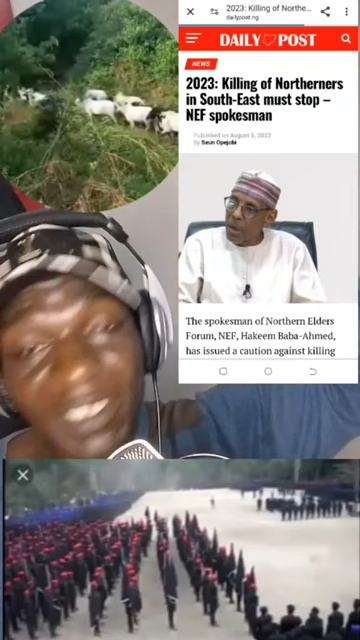 2023: Killing of Northe...
dailypost.ng
DAILY POST
NEWS
2023: Killing of Northerners
in South-East must stop –
NEF spokesman
Published on August 5, 2022
By Seun Opejobi
The spokesman of Northern Elders
Forum, NEF, Hakeem Baba-Ahmed,
has issued a caution against killing